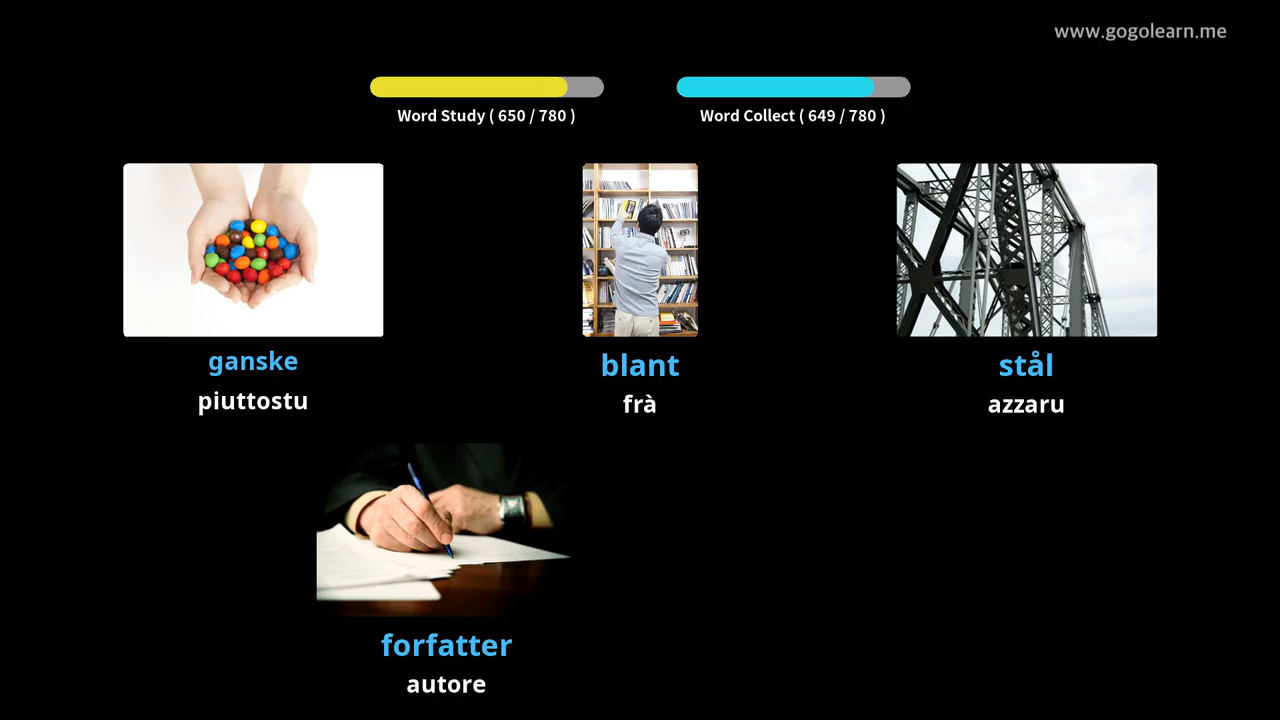 www.gogolearn.me
Word Study ( 650 / 780 )
Word Collect ( 649 / 780 )
ganske
piuttostu
blant
frà
stål
azzaru
forfatter
autore